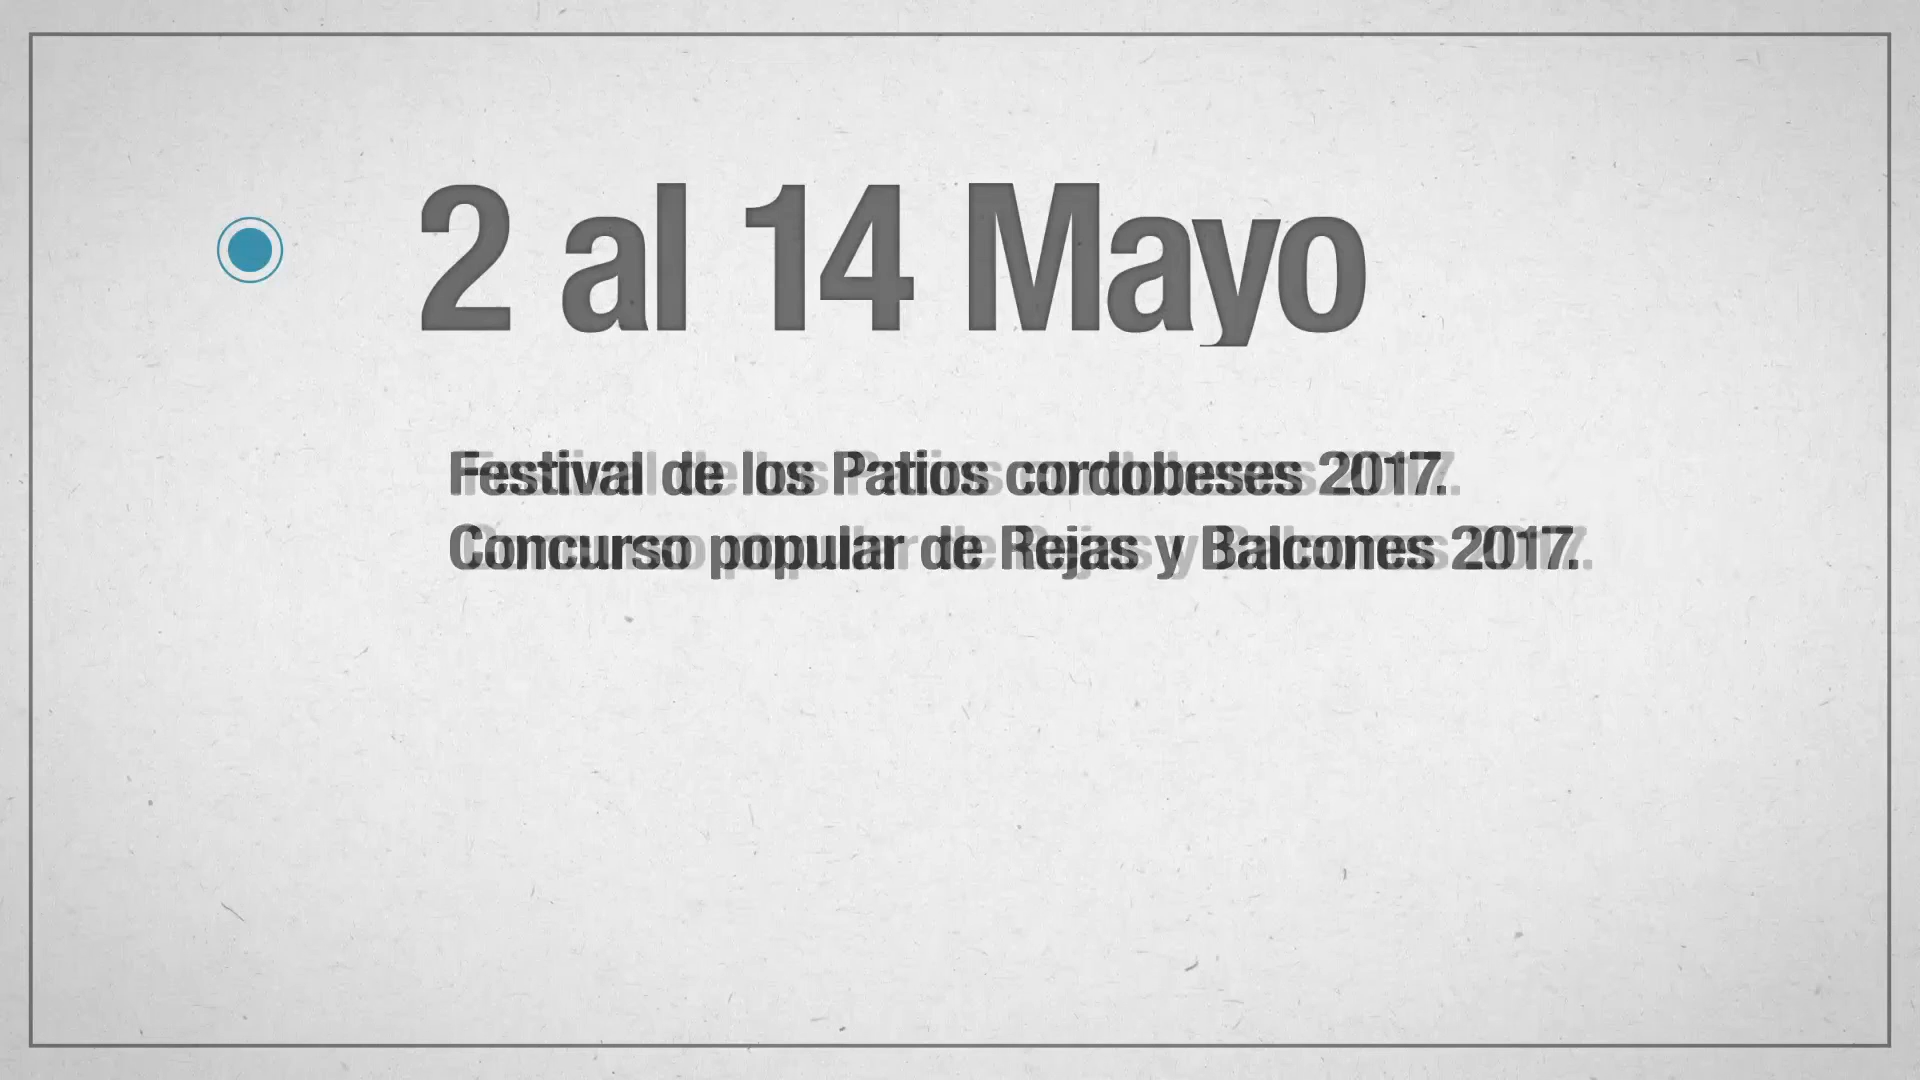 2 al 14 Mayo
Festival de los Patios cordobeses 2017.
Concurso popular de Rejas y Balcones 2017.